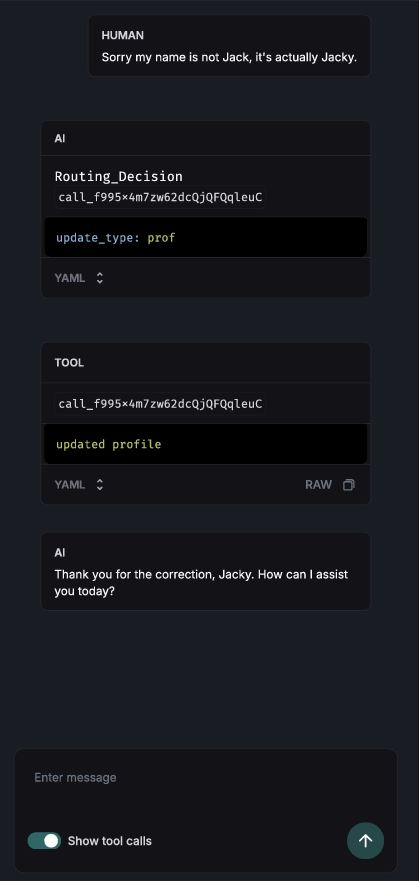 HUMAN
Sorry my name is not Jack, it's actually Jacky.
AI
Routing_Decision
call_f995x4m7zw62dcQjQFQqleuC
update_type: prof
YAML
TOOL
call_f995x4m7zw62dcQjQFQqleuC
updated profile
YAML
RAW
AI
Thank you for the correction, Jacky. How can I assist
you today?
Enter message
Show tool calls